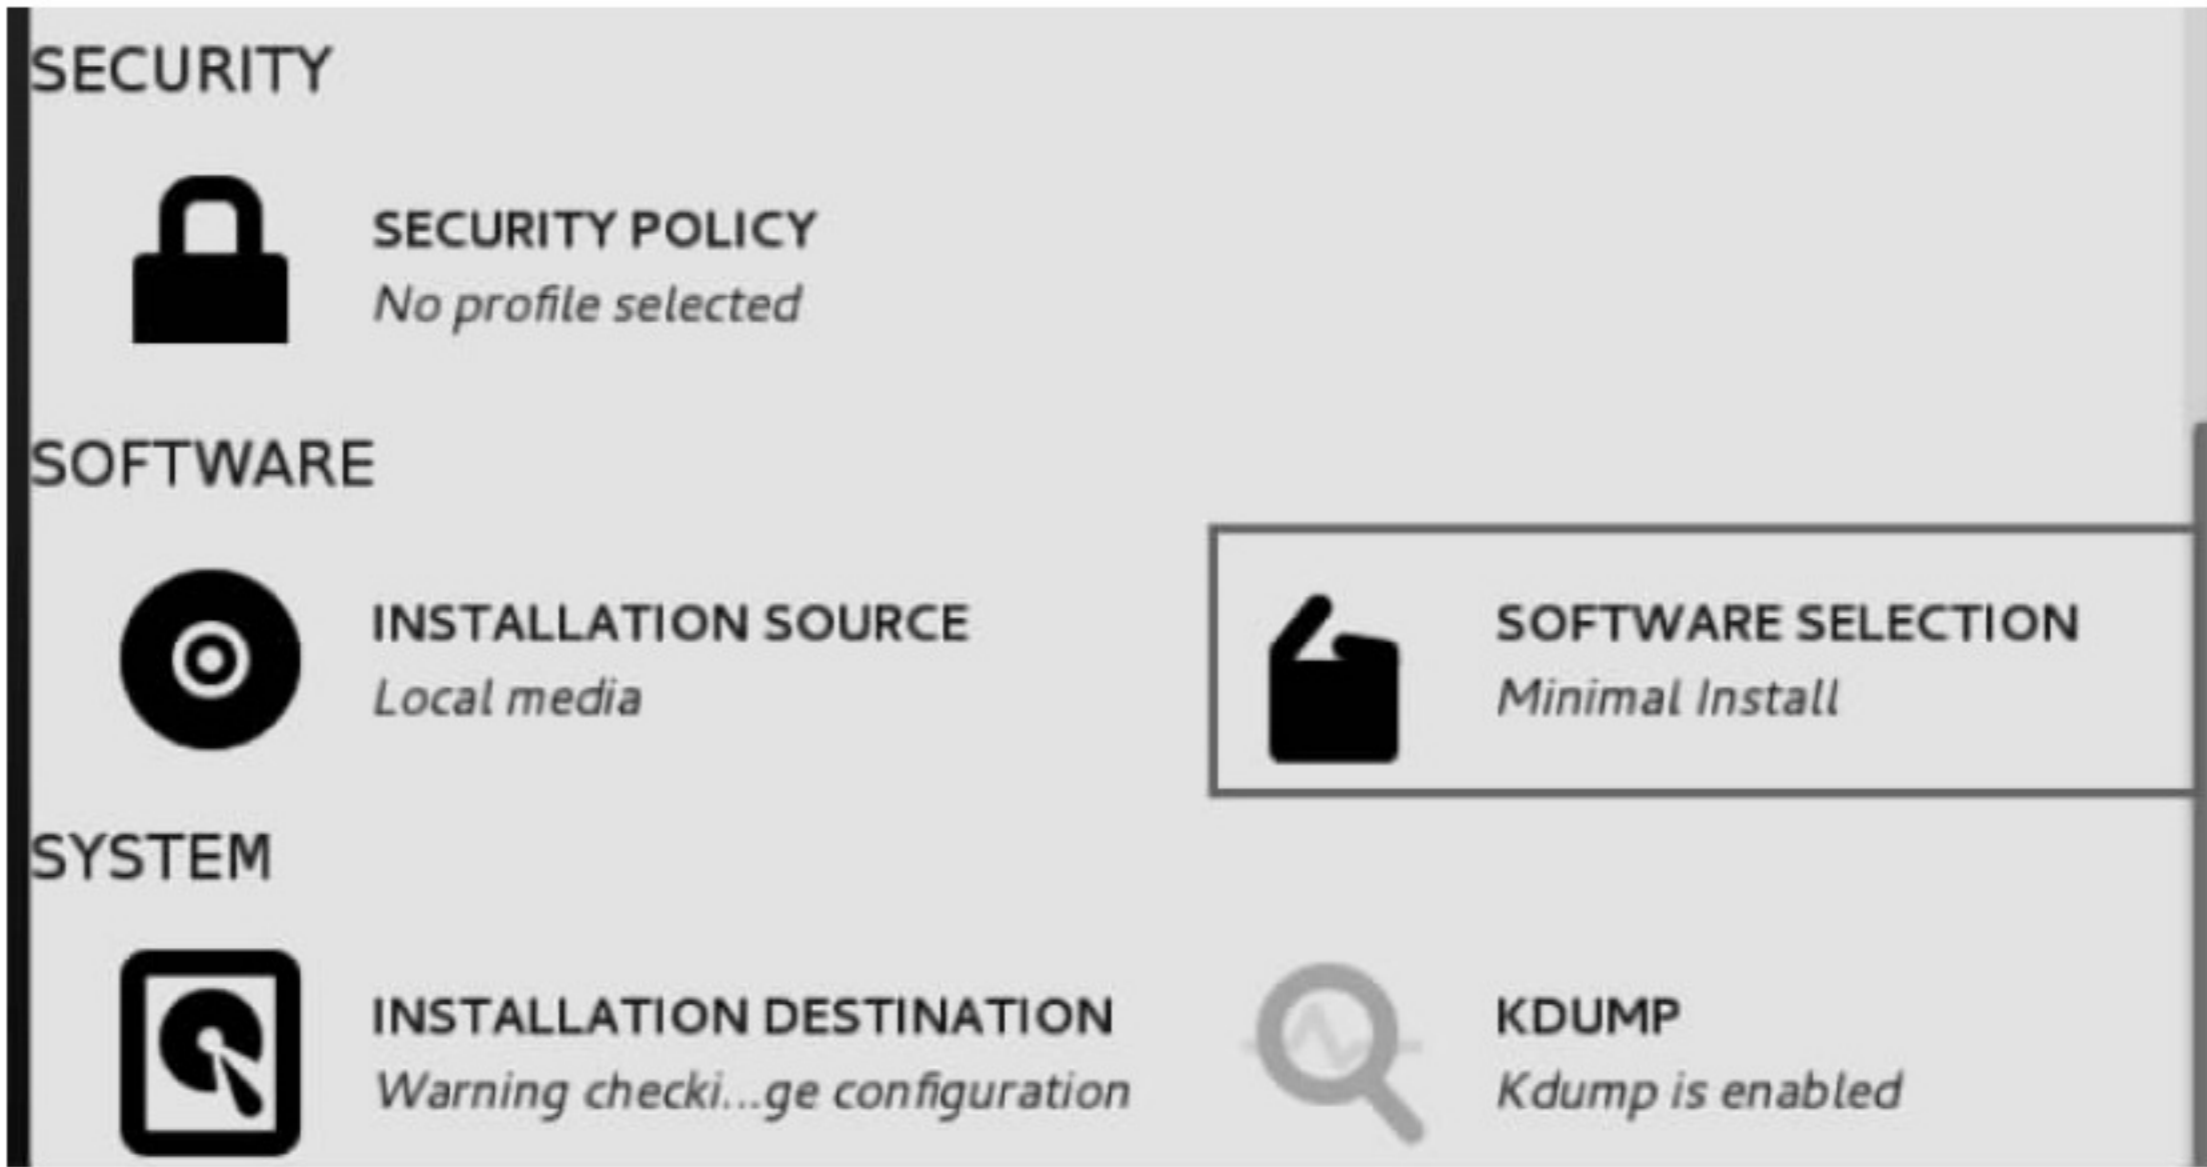 SECURITY
SECURITY POLICY
No profile selected
SOFTWARE
INSTALLATION SOURCE
Local media
SOFTWARE SELECTION
Minimal Install
SYSTEM
INSTALLATION DESTINATION
Warning checki...ge configuration
KDUMP
Kdump is enabled